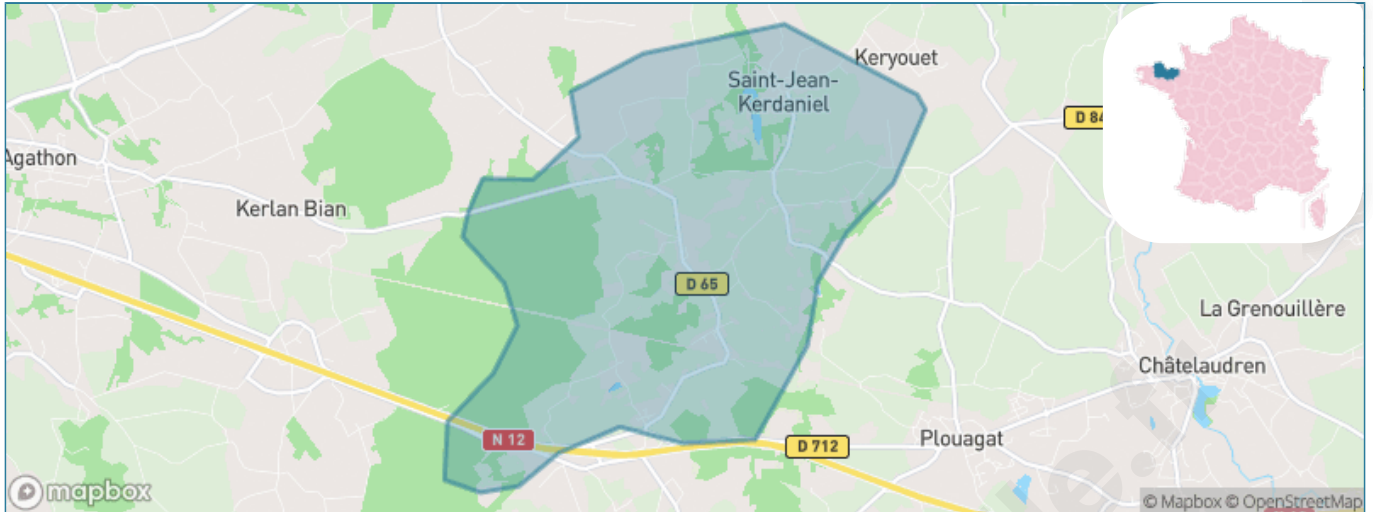 Keryouet
Saint-Jean-
Kerdaniel
D 84
Agathon
Kerlan Bian
D 65
La Grenouillère
Châtelaudren
N 12
D 712
Plouagat
mapbox
© Mapbox © OpenStreetMap